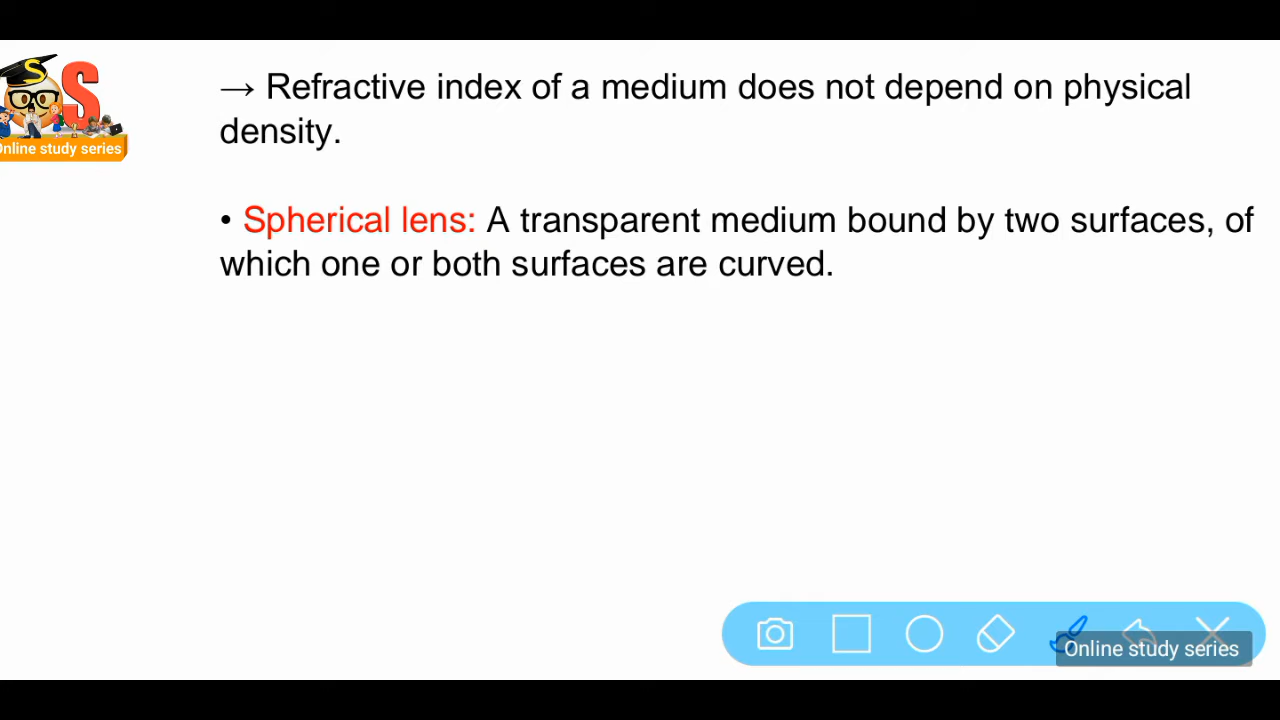 S
S
Online study series
→ Refractive index of a medium does not depend on physical
density.
• Spherical lens: A transparent medium bound by two surfaces, of
which one or both surfaces are curved.
Online study series